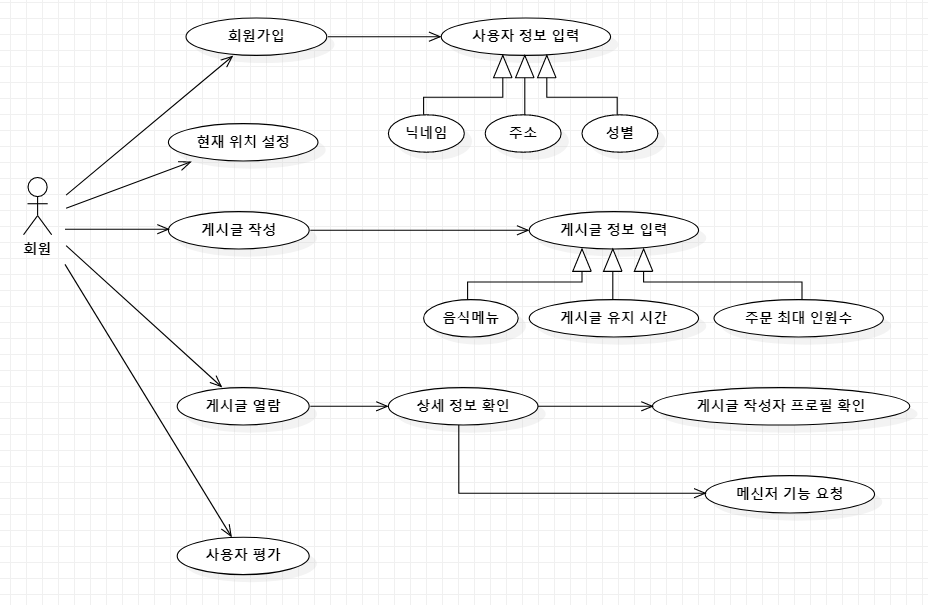 회원가입
사용자 정보 입력
닉네임
주소
성별
현재 위치 설정
회원
게시글 작성
게시글 정보 입력
음식메뉴
게시글 유지 시간
주문 최대 인원수
게시글 열람
상세 정보 확인
게시글 작성자 프로필 확인
메신저 기능 요청
사용자 평가